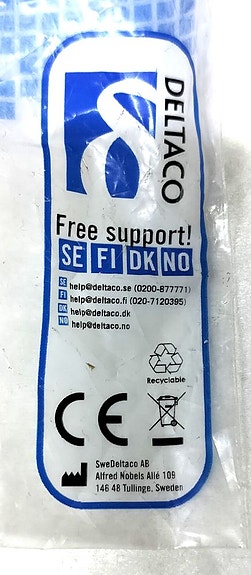 DELTACO
Free support!
SE FI DK NO
SE help@deltaco.se (0200-877771)
FI help@deltaco.fi (020-7120395)
DK help@deltaco.dk
NO help@deltaco.no
Recyclable
CE
SweDeltaco AB
Alfred Nobels Allé 109
146 48 Tullinge, Sweden